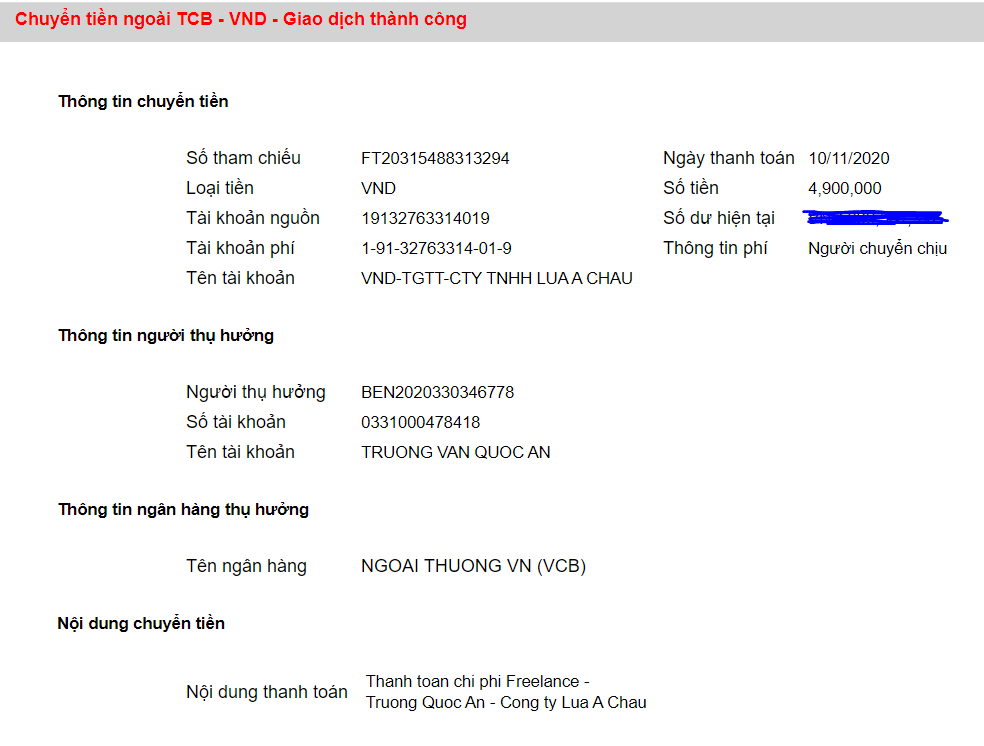 Chuyển tiền ngoài TCB - VND - Giao dịch thành công
Thông tin chuyển tiền
Số tham chiếu FT20315488313294 Ngày thanh toán 10/11/2020
Loại tiền VND Số tiền 4,900,000
Tài khoản nguồn 19132763314019 Số dư hiện tại
Tài khoản phí 1-91-32763314-01-9 Thông tin phí Người chuyển chịu
Tên tài khoản VND-TGTT-CTY TNHH LUA A CHAU
Thông tin người thụ hưởng
Người thụ hưởng BEN2020330346778
Số tài khoản 0331000478418
Tên tài khoản TRUONG VAN QUOC AN
Thông tin ngân hàng thụ hưởng
Tên ngân hàng NGOAI THUONG VN (VCB)
Nội dung chuyển tiền
Nội dung thanh toán Thanh toan chi phi Freelance -
Truong Quoc An - Cong ty Lua A Chau